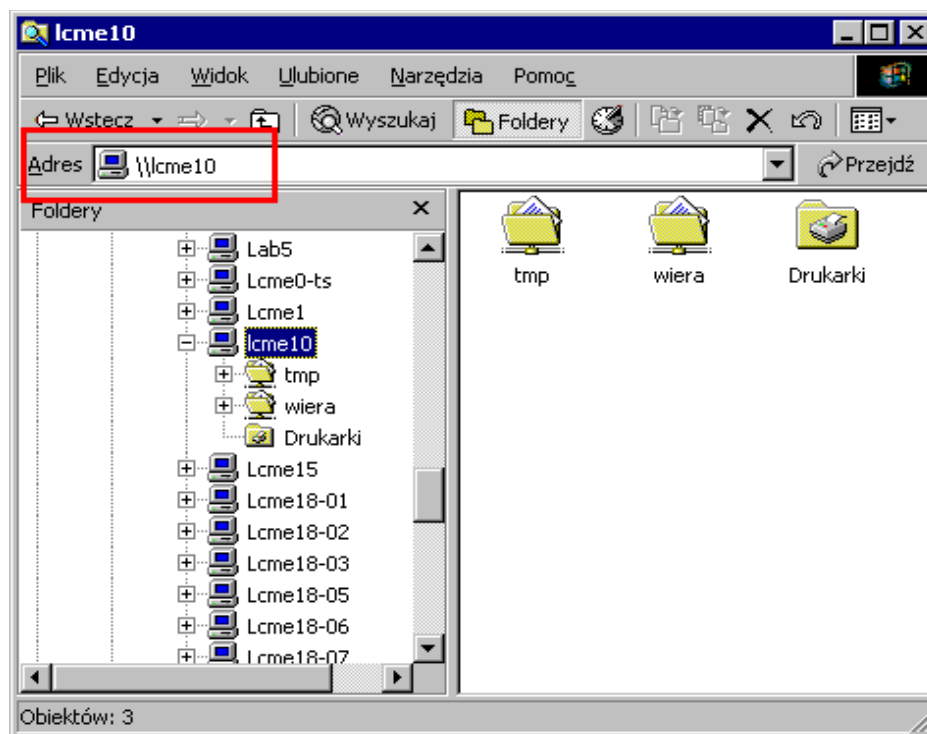 lcme10
Plik Edycja Widok Ulubione Narzędzia Pomoc
Wstecz Wyszukaj Foldery
Adres \\lcme10 Przejdź
Foldery
Lab5
Lcme0-ts
Lcme1
lcme10
tmp
wiera
Drukarki
Lcme15
Lcme18-01
Lcme18-02
Lcme18-03
Lcme18-05
Lcme18-06
Lcme18-07
tmp wiera Drukarki
Obiektów: 3